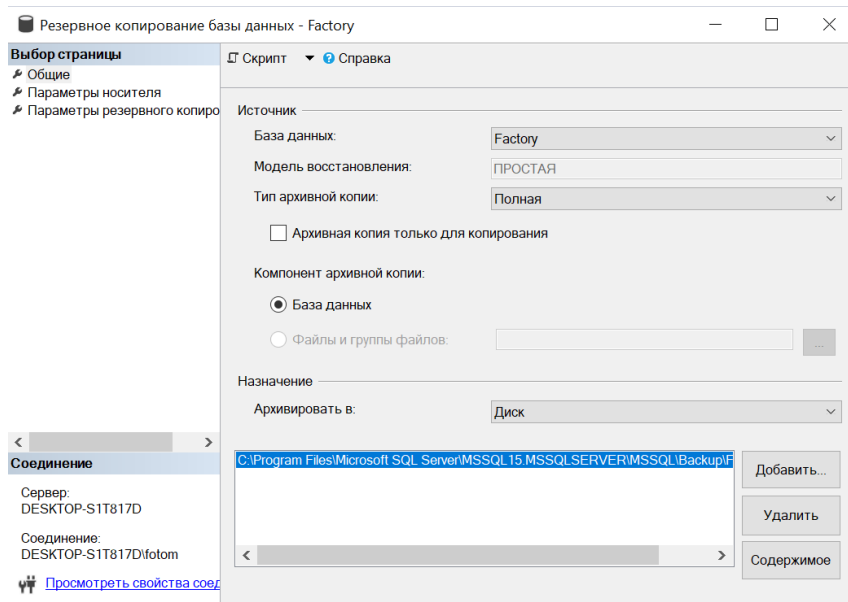 Резервное копирование базы данных - Factory
Выбор страницы
Общие
Параметры носителя
Параметры резервного копиро
Скрипт
Справка
Источник
База данных:
Factory
Модель восстановления:
ПРОСТАЯ
Тип архивной копии:
Полная
Архивная копия только для копирования
Компонент архивной копии:
База данных
Файлы и группы файлов:
...
Назначение
Архивировать в:
Диск
C:\Program Files\Microsoft SQL Server\MSSQL15.MSSQLSERVER\MSSQL\Backup\F
Добавить...
Удалить
Содержимое
Соединение
Сервер:
DESKTOP-S1T817D
Соединение:
DESKTOP-S1T817D\fotom
Просмотреть свойства соед